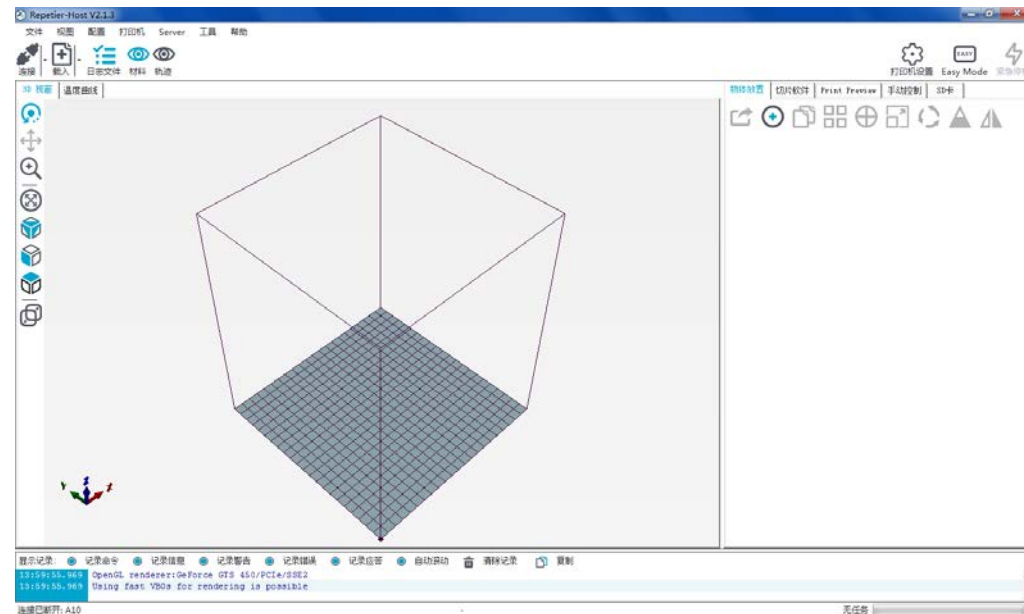 Repetier-Host V2.1.3
文件 视图 配置 打印机 Server 工具 帮助
连接 载入 日志文件 材料 轨迹
打印机设置 Easy Mode 紧急停止
EASY
3D 视图 温度曲线
物体放置 切片软件 Print Preview 手动控制 SD卡
显示记录: 记录命令 记录信息 记录警告 记录错误 记录应答 自动滚动 清除记录 复制
13:59:55.969 OpenGL renderer:GeForce GTS 450/PCIe/SSE2
13:59:55.969 Using fast VBOs for rendering is possible
连接已断开: A10
-
无任务